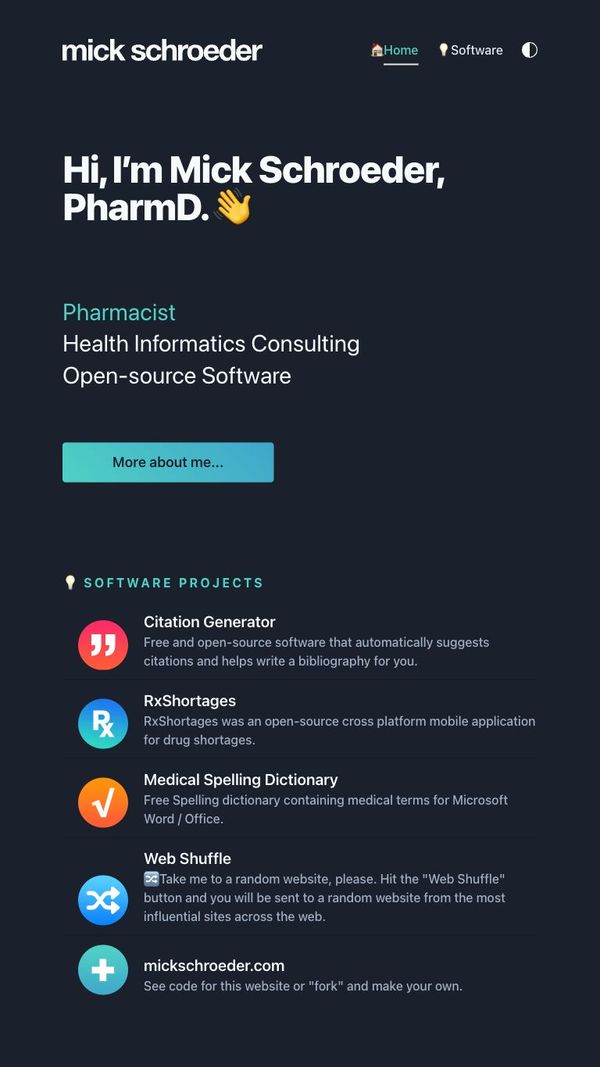 mick schroeder
🏠Home 💡Software
Hi, I’m Mick Schroeder,
PharmD.👋
Pharmacist
Health Informatics Consulting
Open-source Software
More about me...
💡 SOFTWARE PROJECTS
Citation Generator
Free and open-source software that automatically suggests
citations and helps write a bibliography for you.
Rx
RxShortages
RxShortages was an open-source cross platform mobile application
for drug shortages.
Medical Spelling Dictionary
Free Spelling dictionary containing medical terms for Microsoft
Word / Office.
Web Shuffle
🔀Take me to a random website, please. Hit the "Web Shuffle"
button and you will be sent to a random website from the most
influential sites across the web.
mickschroeder.com
See code for this website or "fork" and make your own.